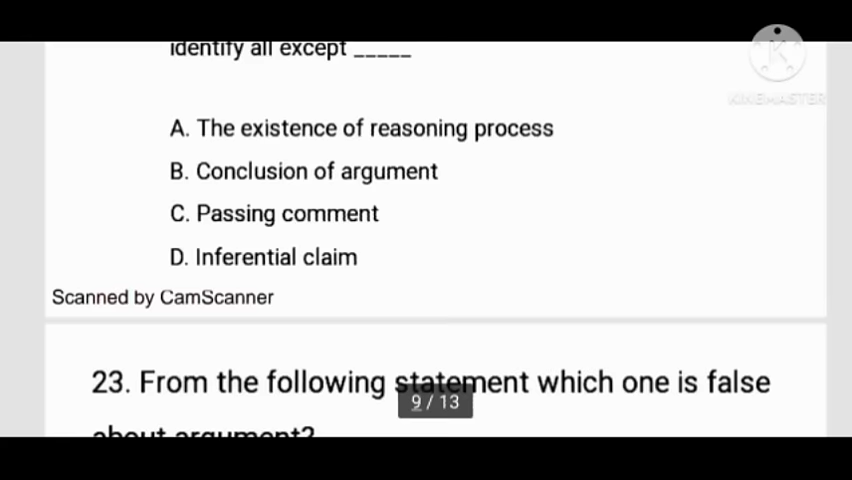 KINEMASTER
identify all except _____
A. The existence of reasoning process
B. Conclusion of argument
C. Passing comment
D. Inferential claim
Scanned by CamScanner
23. From the following statement which one is false
9 / 13
about argument?